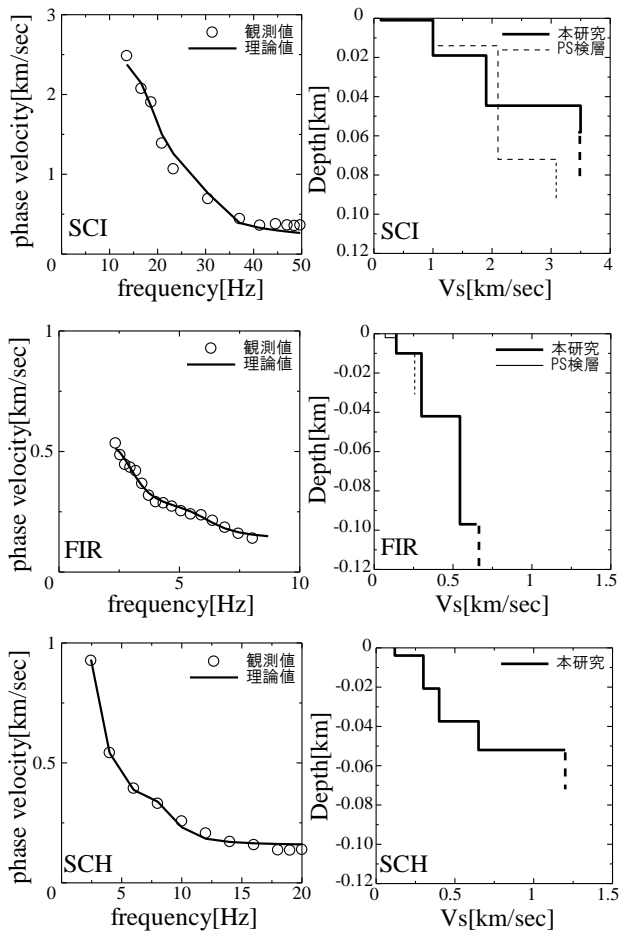 3
2
1
0
0 10 20 30 40 50
phase velocity[km/sec]
frequency[Hz]
観測値
理論値
SCI
0
0.02
0.04
0.06
0.08
0.10
0.12
0 1 2 3 4
Depth[km]
Vs[km/sec]
本研究
PS検層
SCI
1
0.5
0
0 5 10
phase velocity[km/sec]
frequency[Hz]
観測値
理論値
FIR
0
-0.02
-0.04
-0.06
-0.08
-0.10
-0.12
0 0.5 1 1.5
Depth[km]
Vs[km/sec]
本研究
PS検層
FIR
1
0.5
0
0 5 10 15 20
phase velocity[km/sec]
frequency[Hz]
観測値
理論値
SCH
0
-0.02
-0.04
-0.06
-0.08
-0.10
-0.12
0 0.5 1 1.5
Depth[km]
Vs[km/sec]
本研究
SCH